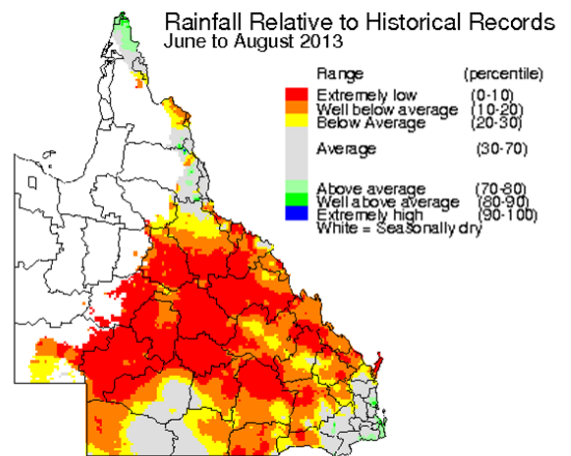 Rainfall Relative to Historical Records
June to August 2013
Range (percentile)
Extremely low (0-10)
Well below average (10-20)
Below Average (20-30)
Average (30-70)
Above average (70-80)
Well above average (80-90)
Extremely high (90-100)
White = Seasonally dry